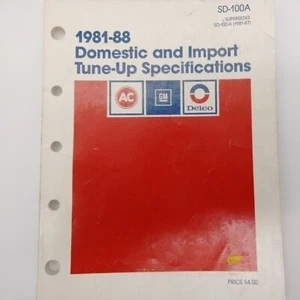 SD-100A
SUPERSEDES
SD-100-A (1981-87)
1981-88
Domestic and Import
Tune-Up Specifications
AC
GM
Delco
PRICE $4.00